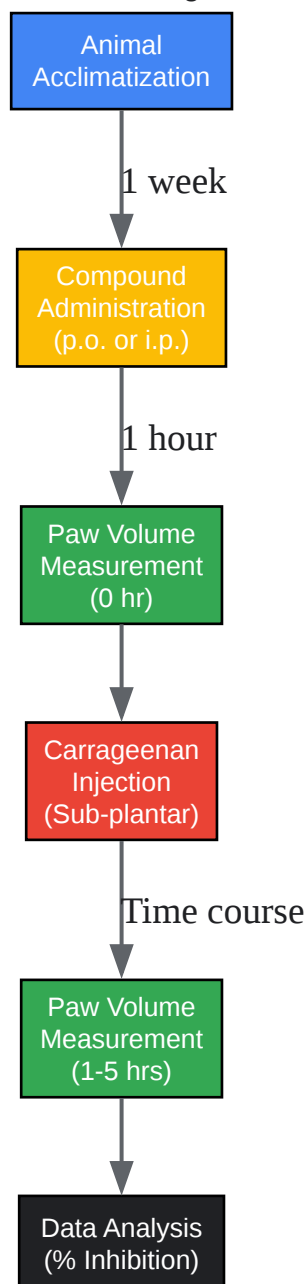 Animal
Acclimatization
1 week
Compound
Administration
(p.o. or i.p.)
1 hour
Paw Volume
Measurement
(0 hr)
Carrageenan
Injection
(Sub-plantar)
Time course
Paw Volume
Measurement
(1-5 hrs)
Data Analysis
(% Inhibition)